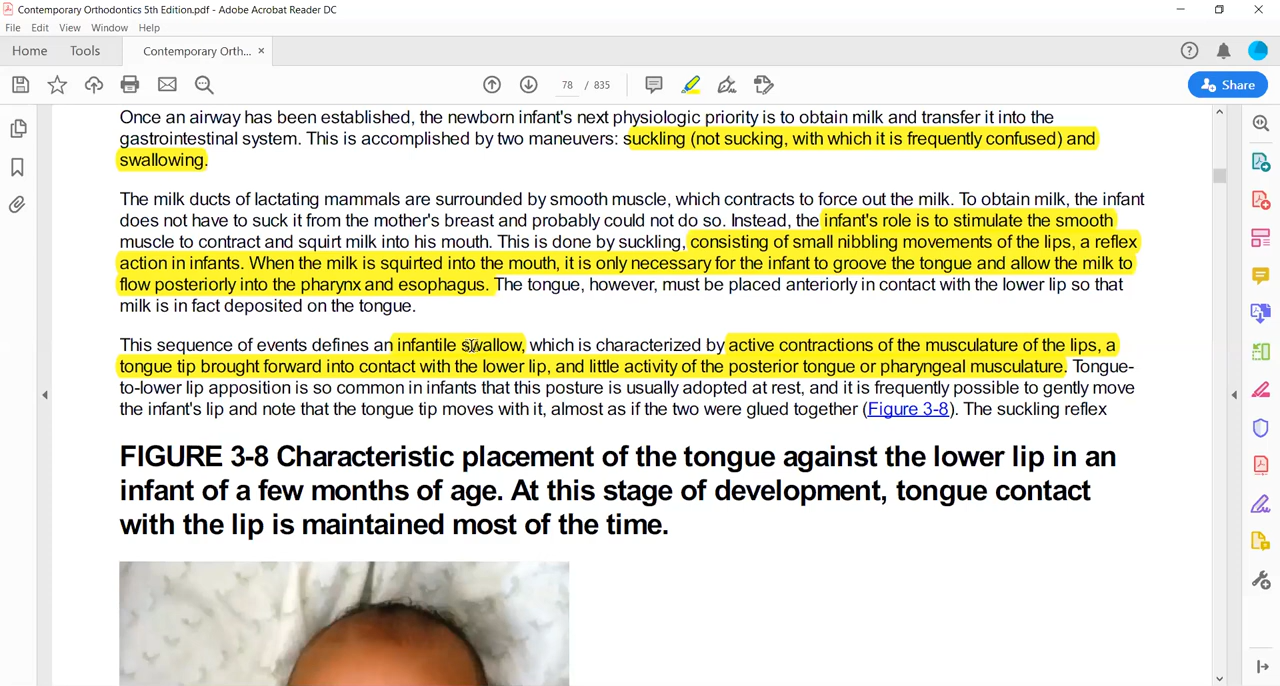 Contemporary Orthodontics 5th Edition.pdf - Adobe Acrobat Reader DC
File Edit View Window Help
Home Tools Contemporary Orth... ×
78 / 835
Share
Once an airway has been established, the newborn infant's next physiologic priority is to obtain milk and transfer it into the
gastrointestinal system. This is accomplished by two maneuvers: suckling (not sucking, with which it is frequently confused) and
swallowing.
The milk ducts of lactating mammals are surrounded by smooth muscle, which contracts to force out the milk. To obtain milk, the infant
does not have to suck it from the mother's breast and probably could not do so. Instead, the infant's role is to stimulate the smooth
muscle to contract and squirt milk into his mouth. This is done by suckling, consisting of small nibbling movements of the lips, a reflex
action in infants. When the milk is squirted into the mouth, it is only necessary for the infant to groove the tongue and allow the milk to
flow posteriorly into the pharynx and esophagus. The tongue, however, must be placed anteriorly in contact with the lower lip so that
milk is in fact deposited on the tongue.
This sequence of events defines an infantile swallow, which is characterized by active contractions of the musculature of the lips, a
tongue tip brought forward into contact with the lower lip, and little activity of the posterior tongue or pharyngeal musculature. Tongue-
to-lower lip apposition is so common in infants that this posture is usually adopted at rest, and it is frequently possible to gently move
the infant's lip and note that the tongue tip moves with it, almost as if the two were glued together (Figure 3-8). The suckling reflex
FIGURE 3-8 Characteristic placement of the tongue against the lower lip in an
infant of a few months of age. At this stage of development, tongue contact
with the lip is maintained most of the time.